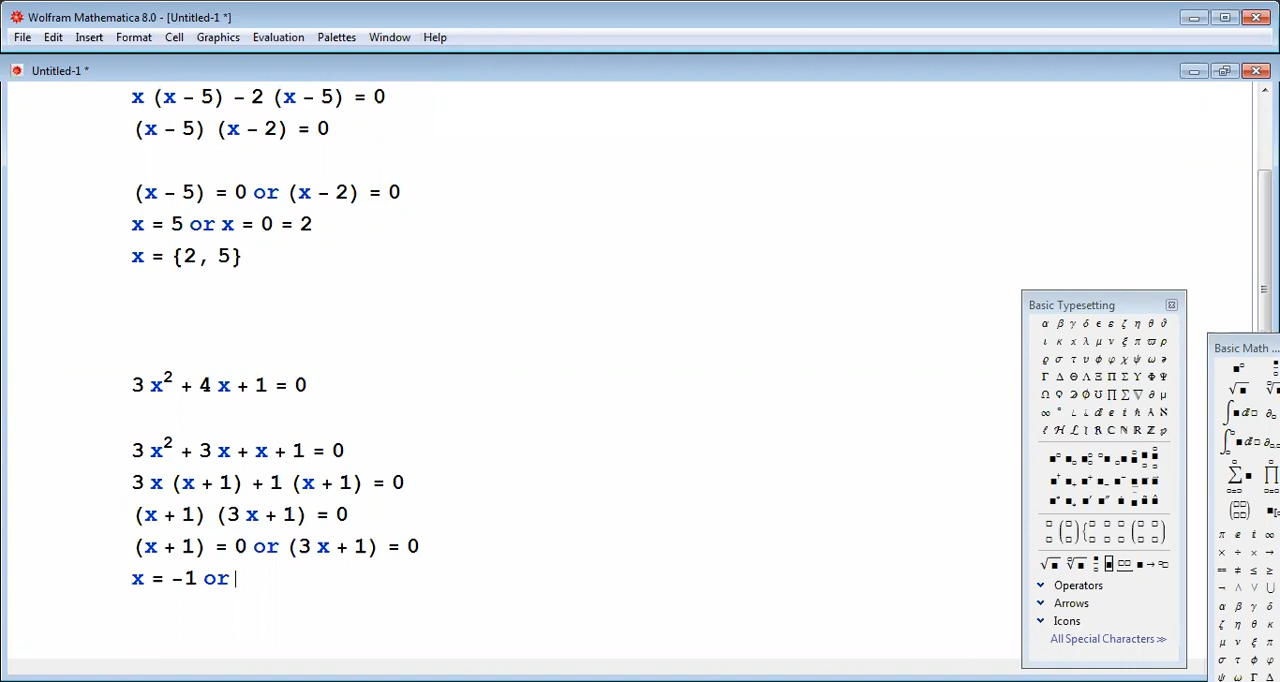 Wolfram Mathematica 8.0 - [Untitled-1 *]
File Edit Insert Format Cell Graphics Evaluation Palettes Window Help
Untitled-1 *
x (x − 5) − 2 (x − 5) = 0
(x − 5) (x − 2) = 0
(x − 5) = 0 or (x − 2) = 0
x = 5 or x = 0 = 2
x = {2, 5}
3 x² + 4 x + 1 = 0
3 x² + 3 x + x + 1 = 0
3 x (x + 1) + 1 (x + 1) = 0
(x + 1) (3 x + 1) = 0
(x + 1) = 0 or (3 x + 1) = 0
x = −1 or
Basic Typesetting
α β γ δ ϵ ε ζ η θ ϑ
Operators
Arrows
Icons
All Special Characters ≫
Basic Math ...